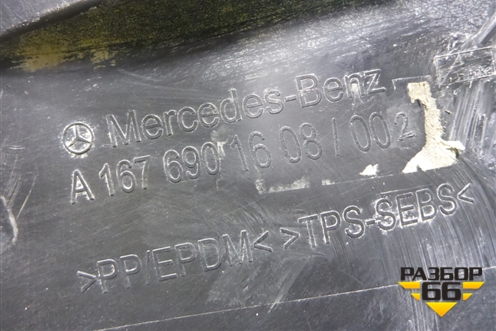 Mercedes-Benz
A 167 690 16 08 / 002
>PP/EPDM< >TPS-SEBS<
РАЗБОР
66